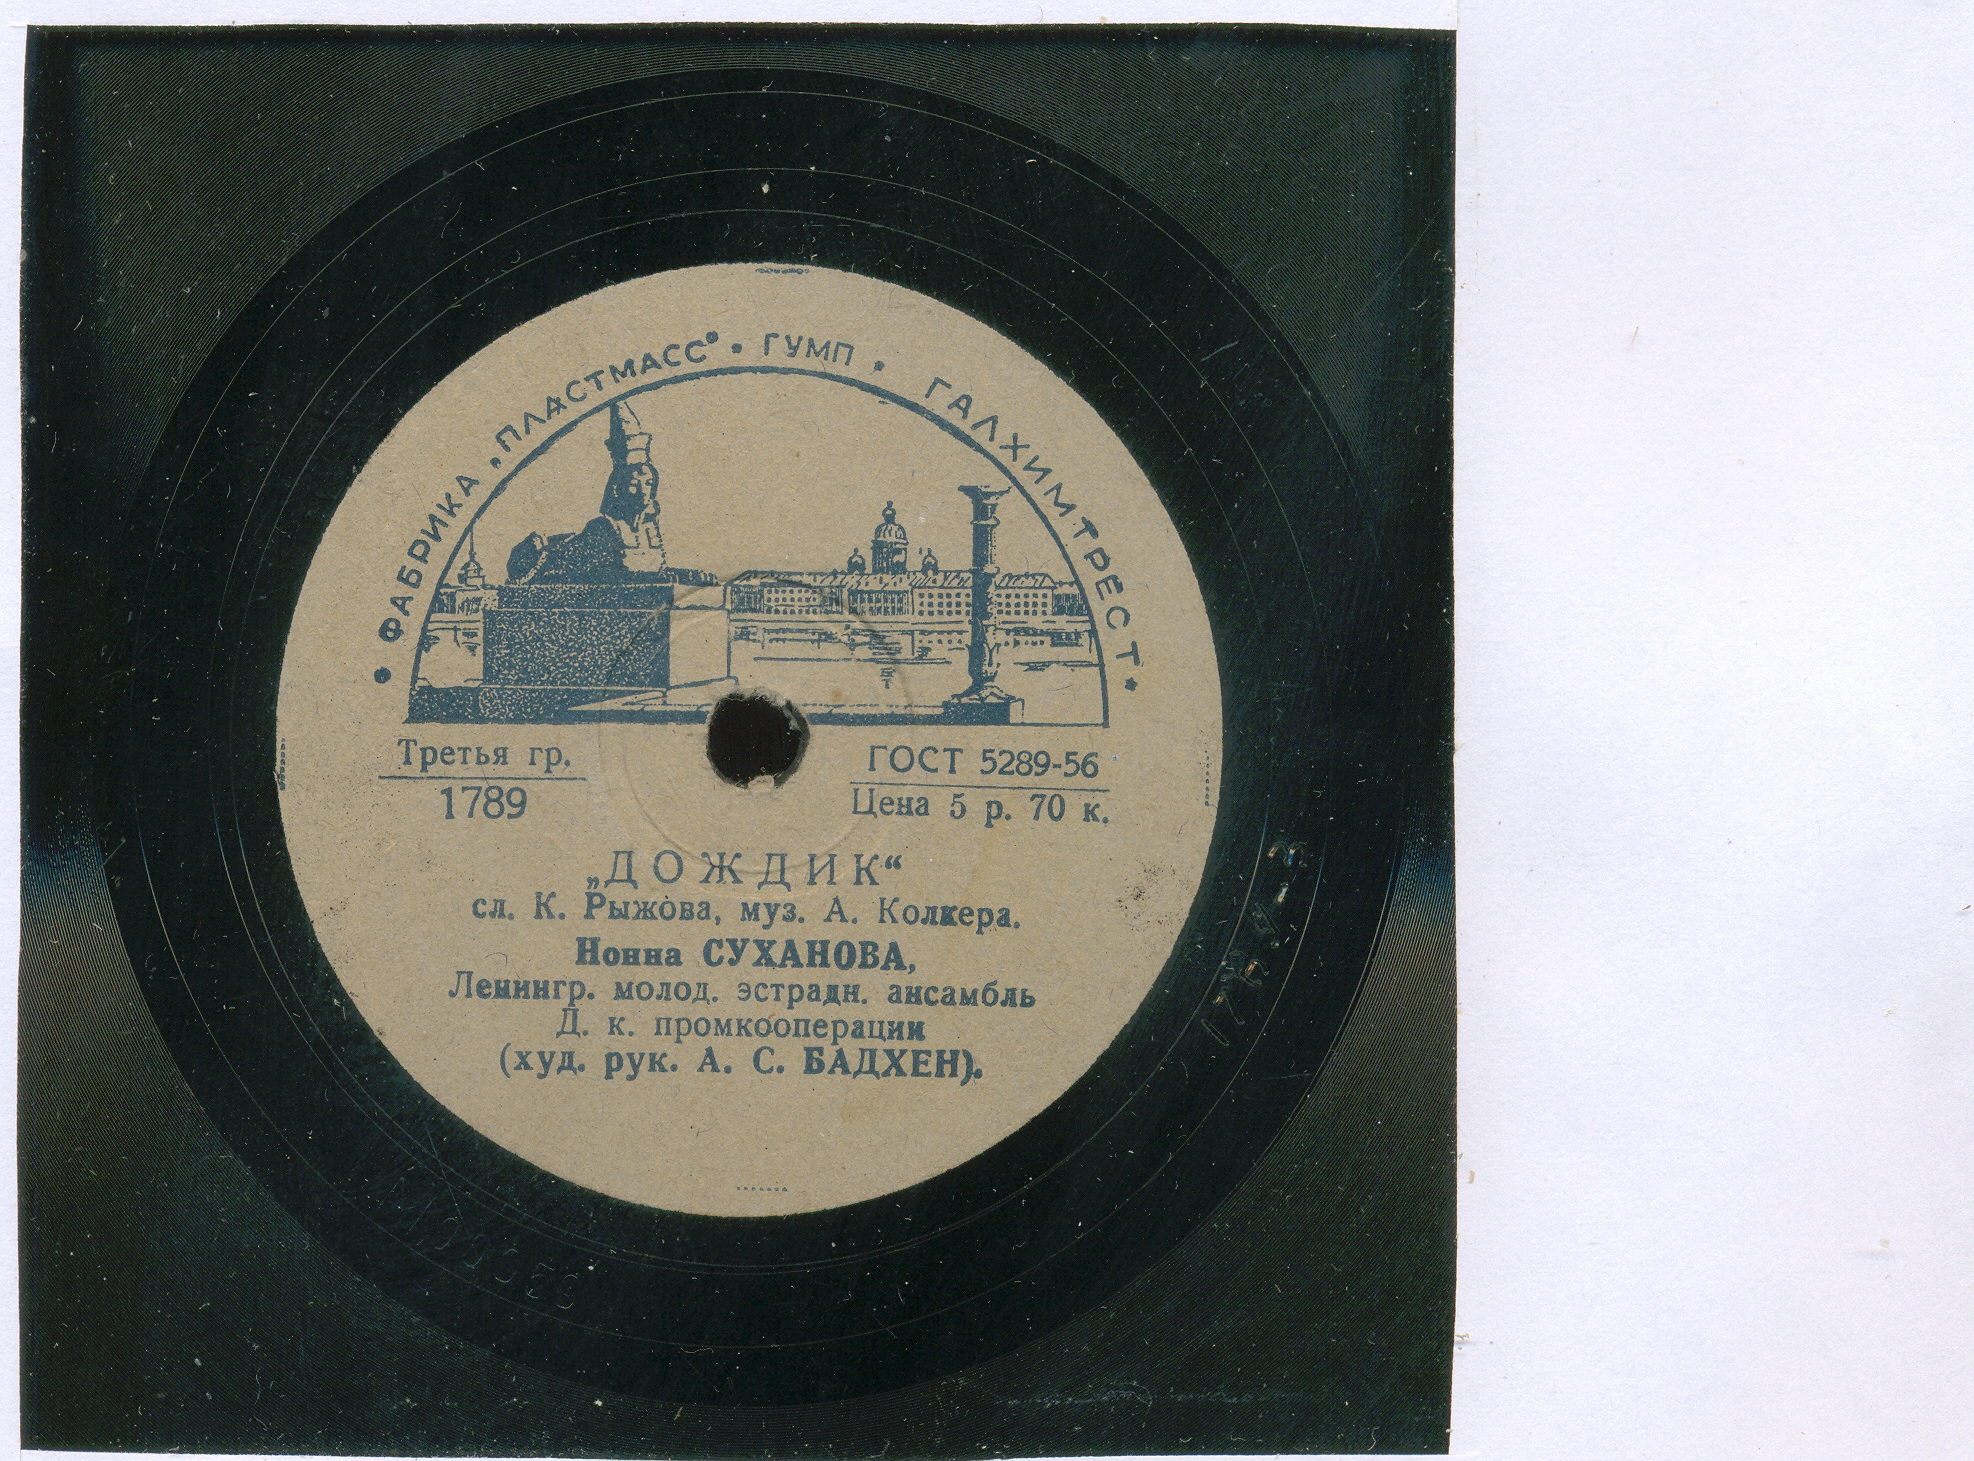 ФАБРИКА „ПЛАСТМАСС" • ГУМП • ГАЛХИМТРЕСТ
Третья гр.
1789
ГОСТ 5289-56
Цена 5 р. 70 к.
„ДОЖДИК“
сл. К. Рыжова, муз. А. Колкера.
Нонна СУХАНОВА,
Ленингр. молод. эстрадн. ансамбль
Д. к. промкооперации
(худ. рук. А. С. БАДХЕН).